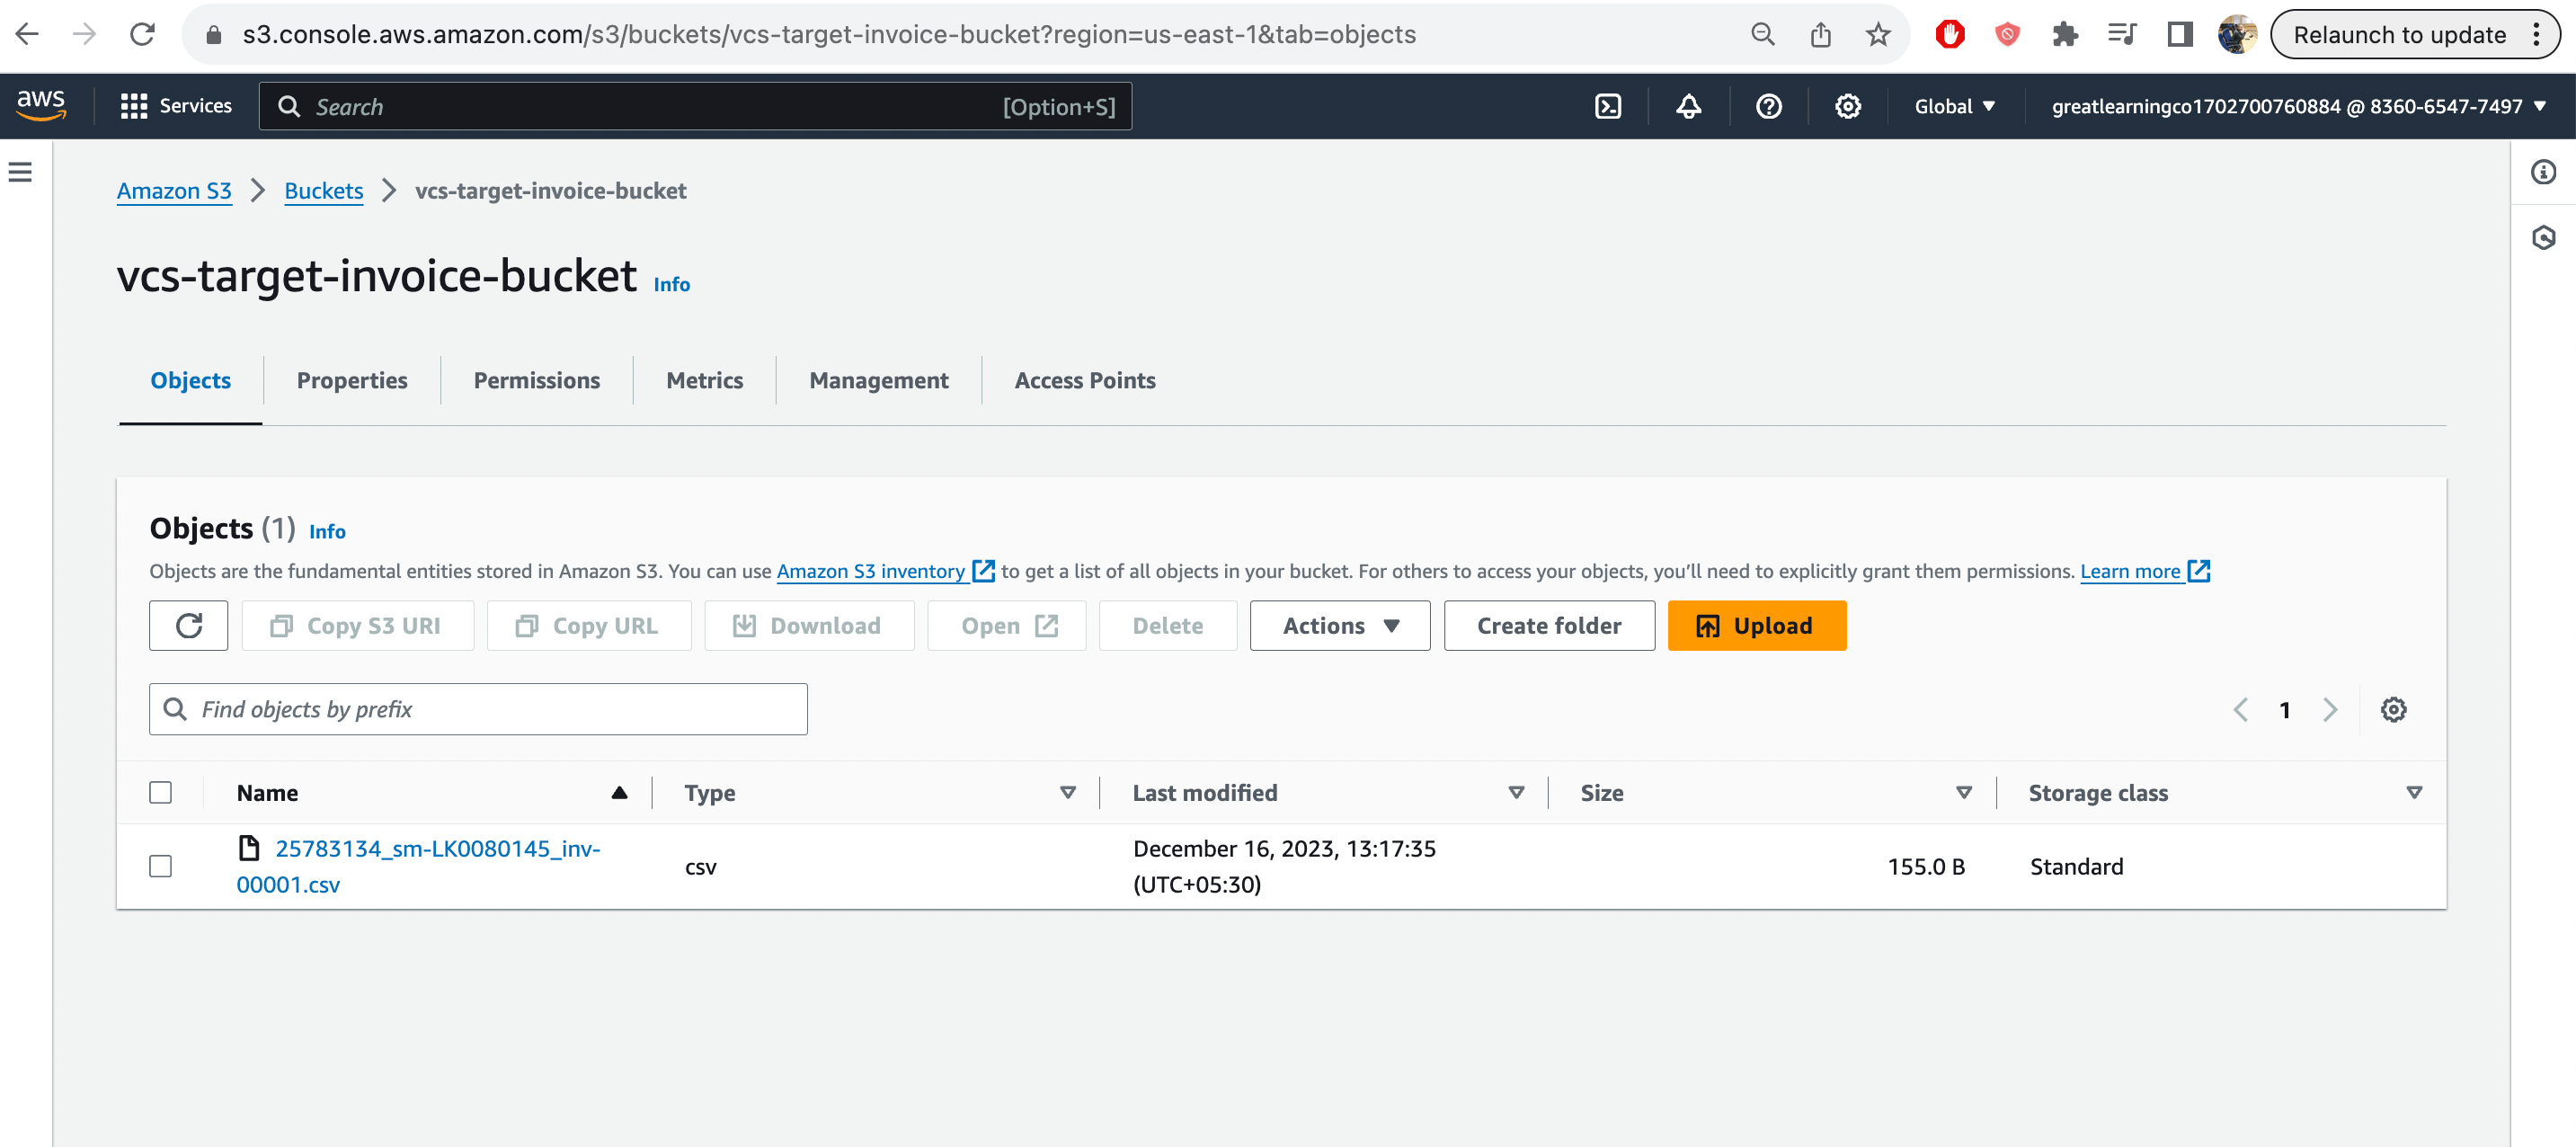 s3.console.aws.amazon.com/s3/buckets/vcs-target-invoice-bucket?region=us-east-1&tab=objects
Relaunch to update
aws
Services
Search
[Option+S]
Global
greatlearningco1702700760884 @ 8360-6547-7497
Amazon S3
Buckets
vcs-target-invoice-bucket
vcs-target-invoice-bucket Info
Objects
Properties
Permissions
Metrics
Management
Access Points
Objects (1) Info
Objects are the fundamental entities stored in Amazon S3. You can use Amazon S3 inventory to get a list of all objects in your bucket. For others to access your objects, you’ll need to explicitly grant them permissions. Learn more
Copy S3 URI
Copy URL
Download
Open
Delete
Actions
Create folder
Upload
Find objects by prefix
1
Name
Type
Last modified
Size
Storage class
25783134_sm-LK0080145_inv-
00001.csv
csv
December 16, 2023, 13:17:35
(UTC+05:30)
155.0 B
Standard